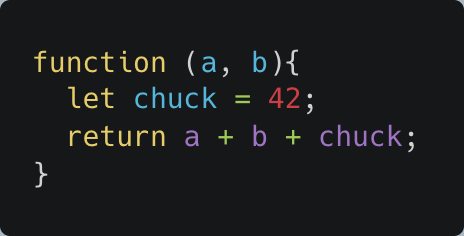 function (a, b){
  let chuck = 42;
  return a + b + chuck;
}